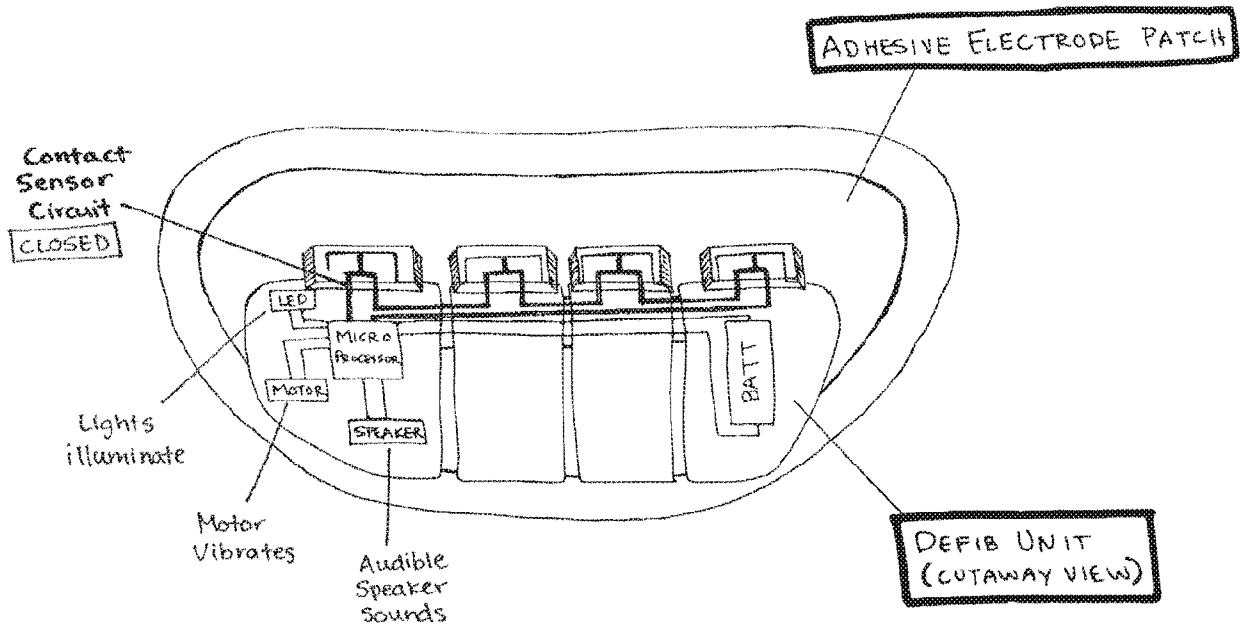 ADHESIVE ELECTRODE PATCH
Contact
Sensor
Circuit
CLOSED
LED
MICRO
PROCESSOR
MOTOR
SPEAKER
BATT
Lights
illuminate
Motor
Vibrates
Audible
Speaker
Sounds
DEFIB UNIT
(CUTAWAY VIEW)